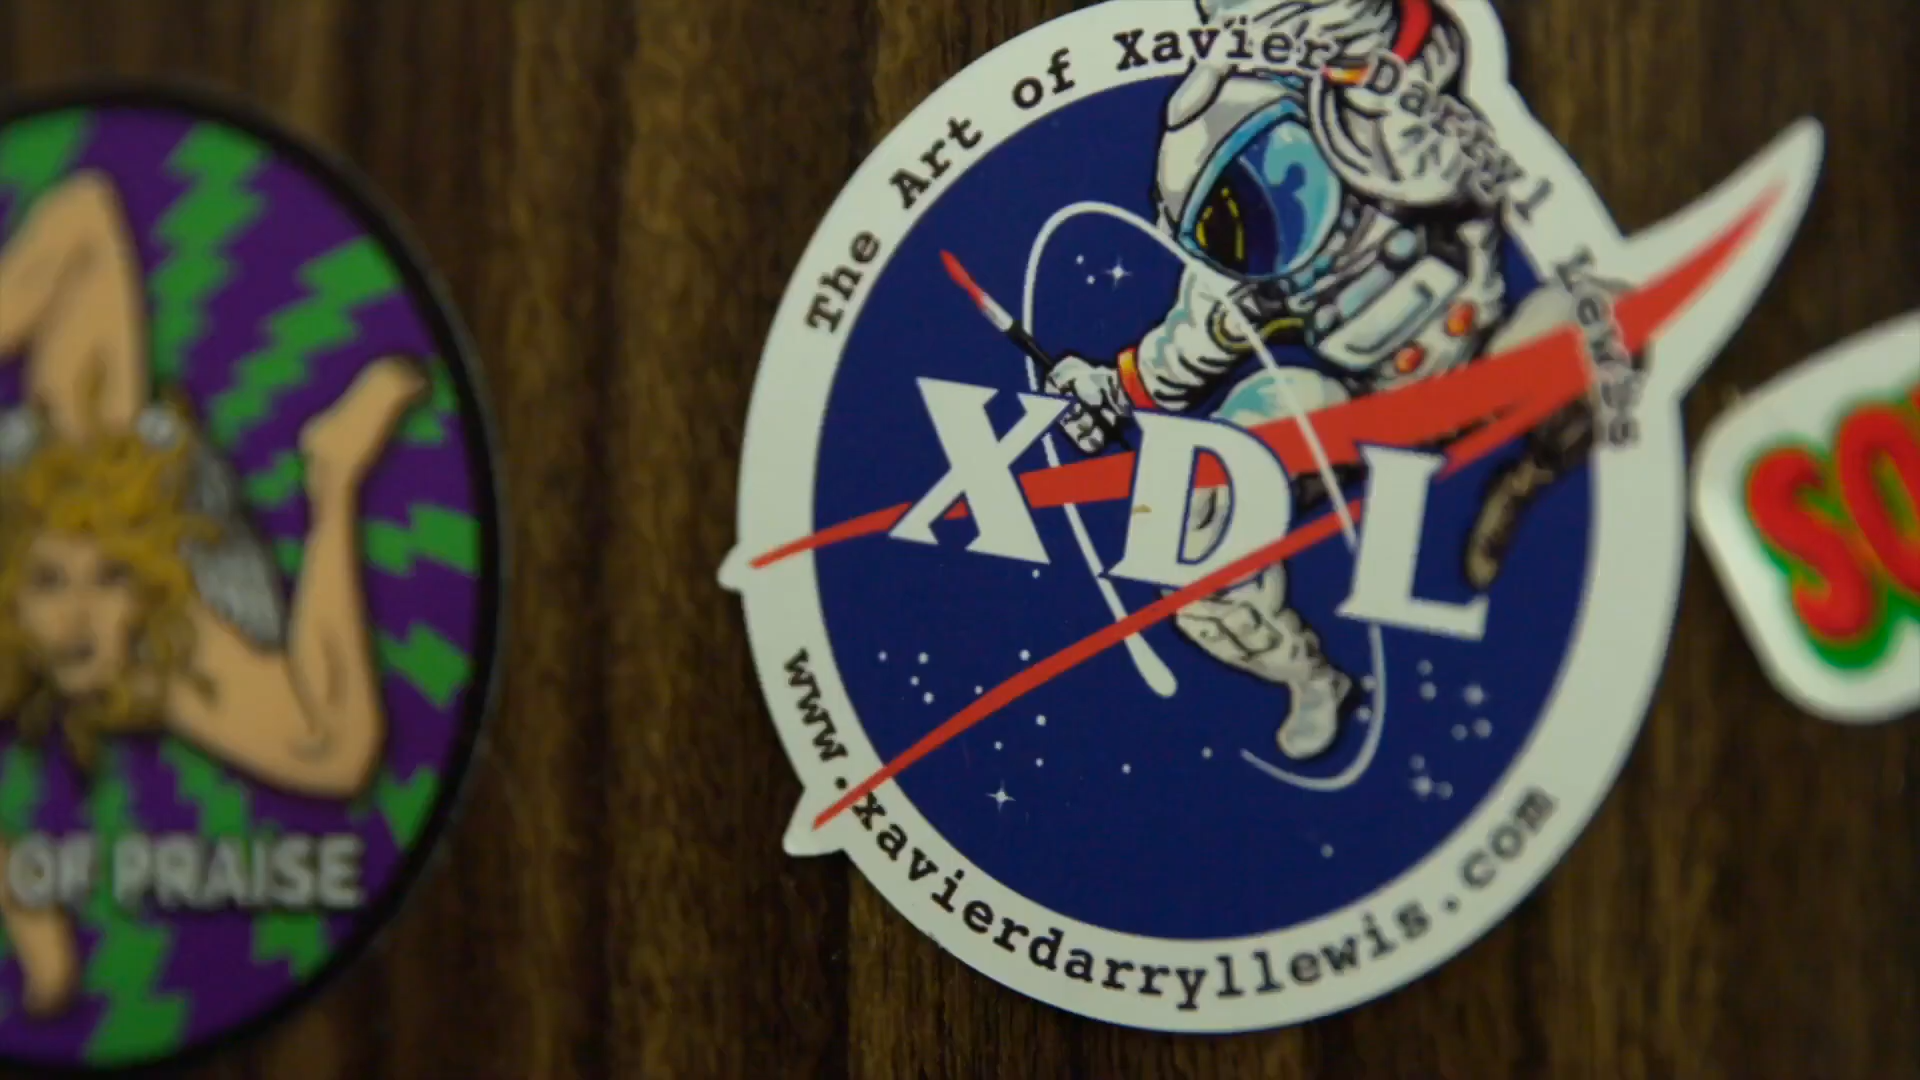 OF PRAISE
The Art of Xavier Darryl Lewis
XDL
www.xavierdarryllewis.com